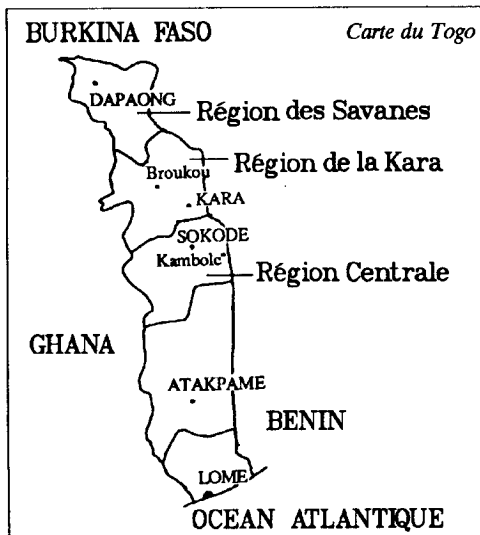 BURKINA FASO
Carte du Togo
DAPAONG
Région des Savanes
Région de la Kara
Broukou
KARA
SOKODE
Kambole
Région Centrale
GHANA
ATAKPAME
BENIN
LOME
OCEAN ATLANTIQUE